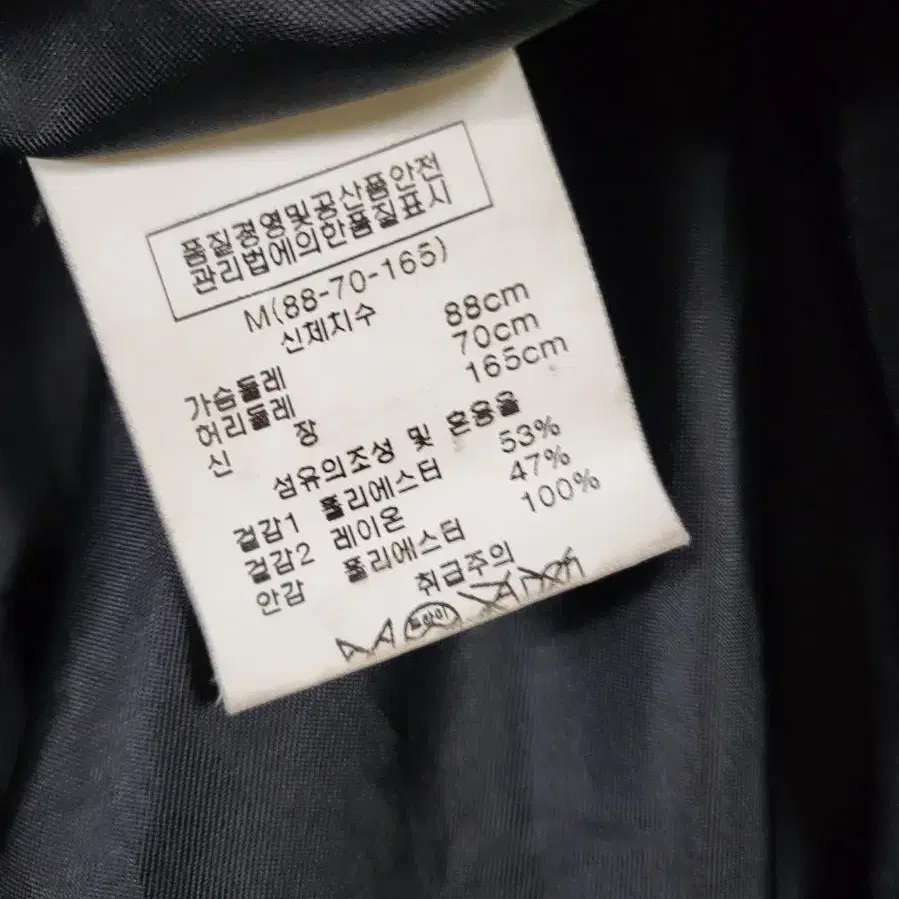 품질경영및공산품안전
관리법에의한품질표시
M(88-70-165)
신체치수
가슴둘레 88cm
허리둘레 70cm
신 장 165cm
섬유의조성 및 혼용율
겉감1 폴리에스터 53%
겉감2 레이온 47%
안감 폴리에스터 100%
취급주의
드라이